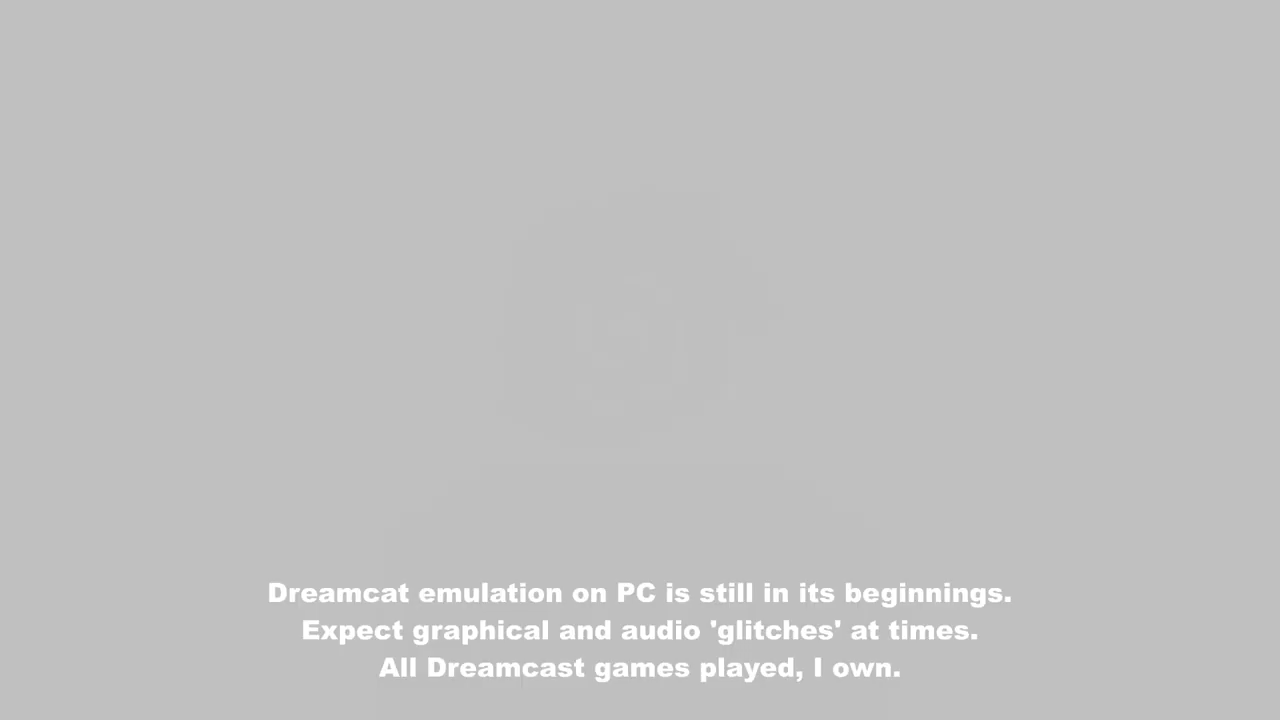 Dreamcat emulation on PC is still in its beginnings.
Expect graphical and audio 'glitches' at times.
All Dreamcast games played, I own.